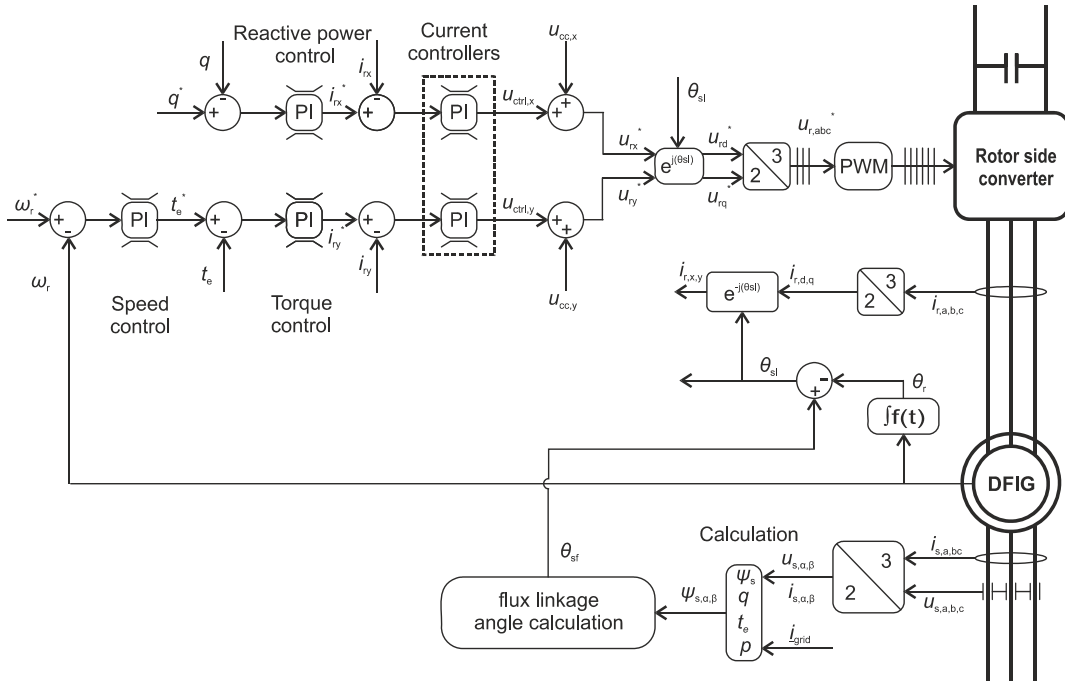 Reactive power
control
Current
controllers
u_cc,x
q
i_rx
q*
PI
i_rx*
PI
u_ctrl,x
θ_sl
u_rx*
u_rd*
u_r,abc*
e^j(θsl)
3
2
PWM
Rotor side
converter
u_ry*
u_rq*
ω_r*
PI
t_e*
PI
i_ry*
PI
u_ctrl,y
ω_r
t_e
i_ry
u_cc,y
Speed
control
Torque
control
i_r,x,y
e^-j(θsl)
i_r,d,q
3
2
i_r,a,b,c
θ_sl
θ_r
∫f(t)
DFIG
Calculation
θ_sf
i_s,a,bc
u_s,α,β
3
2
i_s,α,β
u_s,a,b,c
flux linkage
angle calculation
ψ_s,α,β
ψ_s
q
t_e
p
i_grid